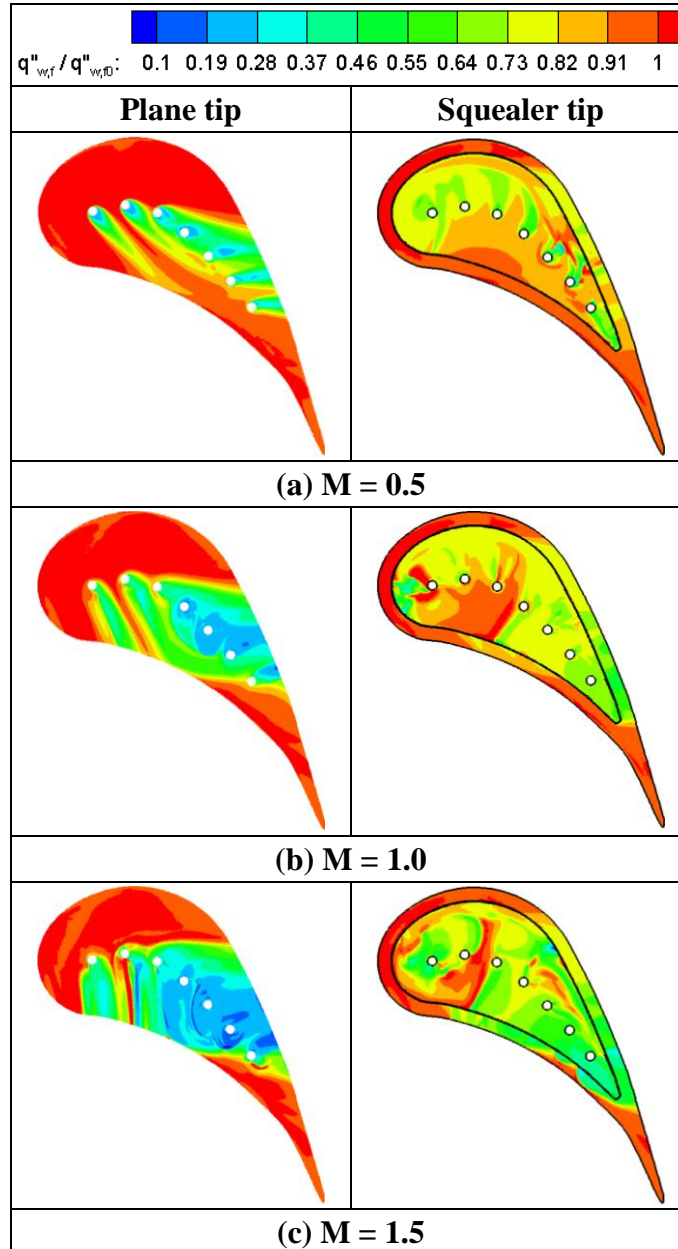 q"w,f / q"w,f0: 0.1 0.19 0.28 0.37 0.46 0.55 0.64 0.73 0.82 0.91 1
Plane tip Squealer tip
(a) M = 0.5
(b) M = 1.0
(c) M = 1.5